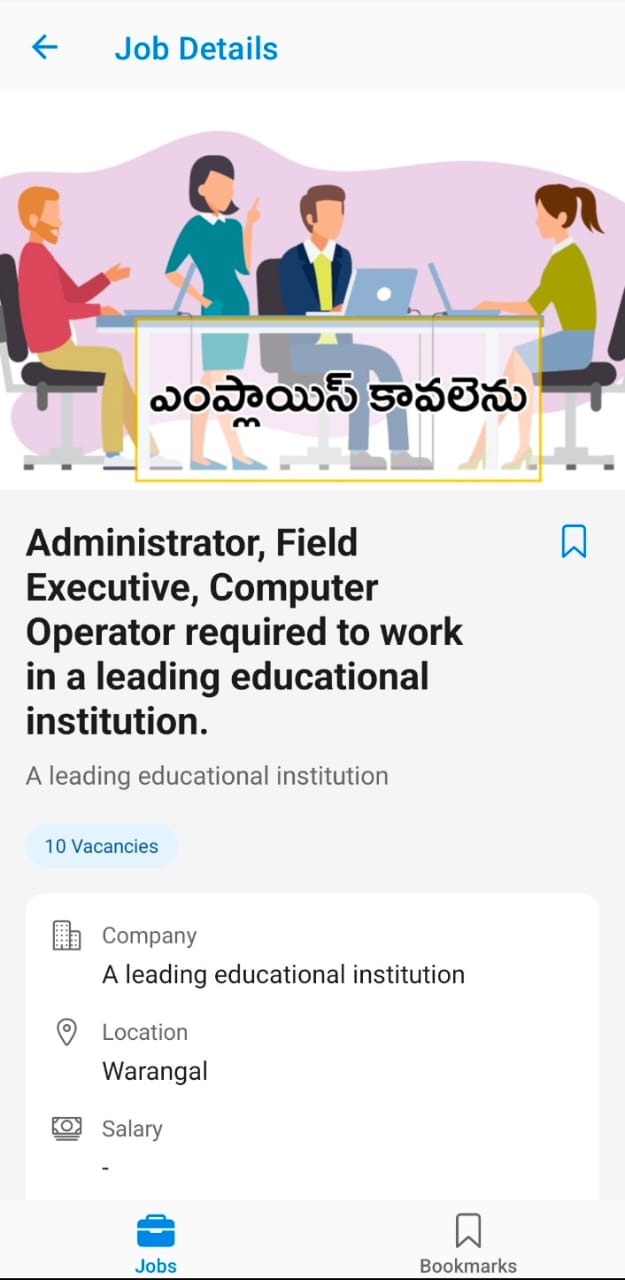 Job Details
ఎంప్లాయిస్ కావలెను
Administrator, Field
Executive, Computer
Operator required to work
in a leading educational
institution.
A leading educational institution
10 Vacancies
Company
A leading educational institution
Location
Warangal
Salary
-
Jobs
Bookmarks